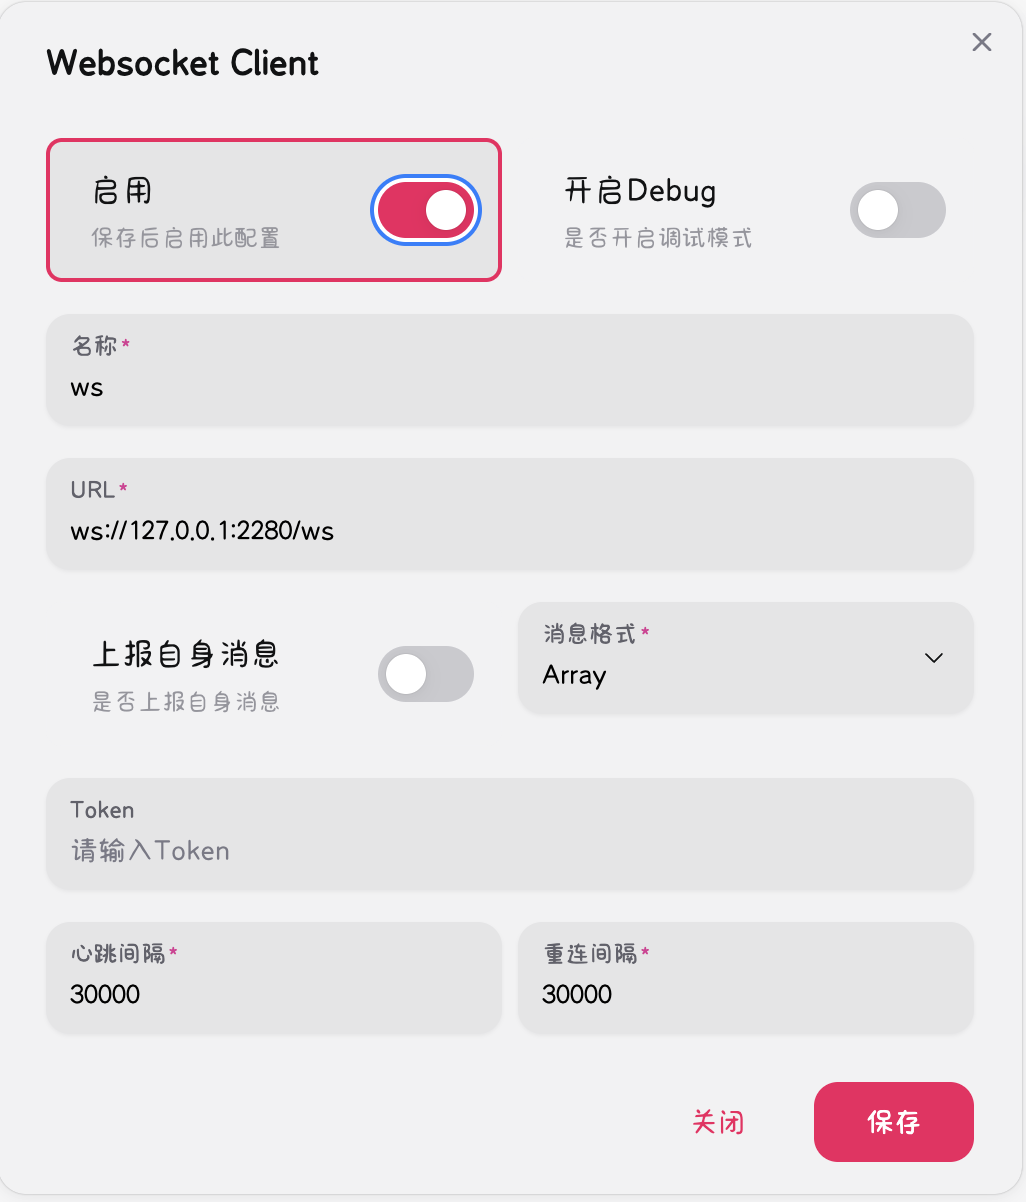 Websocket Client
启用
保存后启用此配置
开启Debug
是否开启调试模式
名称*
ws
URL*
ws://127.0.0.1:2280/ws
上报自身消息
是否上报自身消息
消息格式*
Array
Token
请输入Token
心跳间隔*
30000
重连间隔*
30000
关闭
保存